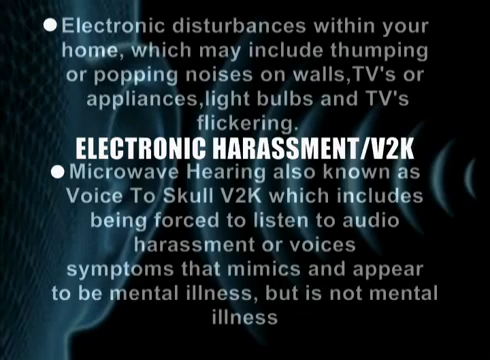 ● Electronic disturbances within your
home, which may include thumping
or popping noises on walls,TV's or
appliances,light bulbs and TV's
flickering.
ELECTRONIC HARASSMENT/V2K
● Microwave Hearing also known as
Voice To Skull V2K which includes
being forced to listen to audio
harassment or voices
symptoms that mimics and appear
to be mental illness, but is not mental
illness